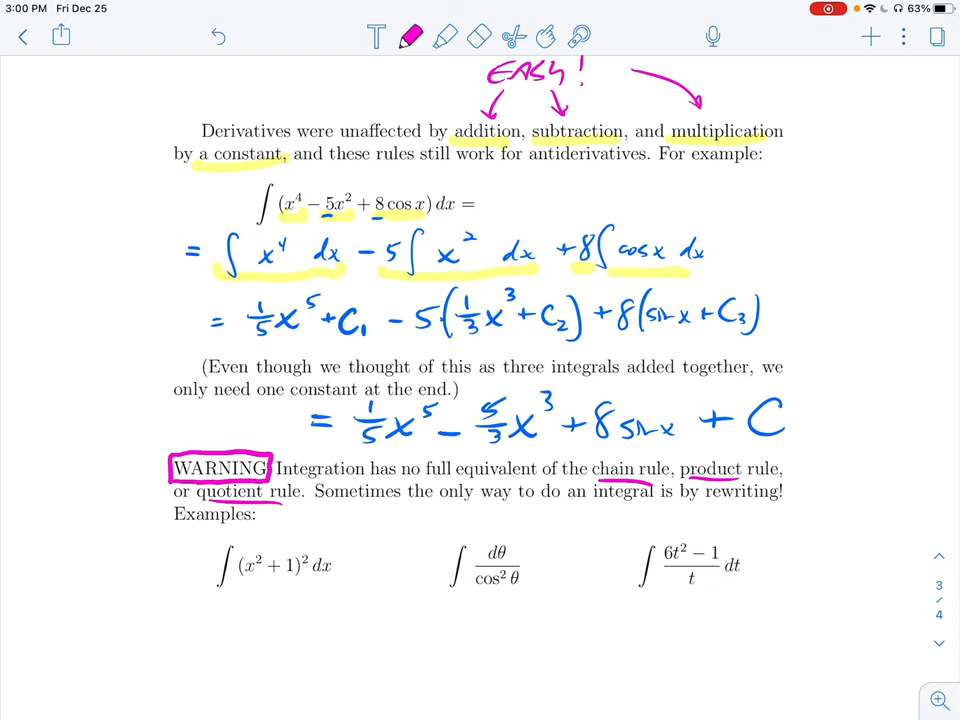 3:00 PM Fri Dec 25 63%
EASY!
Derivatives were unaffected by addition, subtraction, and multiplication
by a constant, and these rules still work for antiderivatives. For example:
∫ (x⁴ − 5x² + 8 cos x) dx =
= ∫ x⁴ dx − 5 ∫ x² dx + 8 ∫ cos x dx
= 1/5 x⁵ + C₁ − 5(1/3 x³ + C₂) + 8(sin x + C₃)
(Even though we thought of this as three integrals added together, we
only need one constant at the end.)
= 1/5 x⁵ − 5/3 x³ + 8 sin x + C
WARNING: Integration has no full equivalent of the chain rule, product rule,
or quotient rule. Sometimes the only way to do an integral is by rewriting!
Examples:
∫ (x² + 1)² dx ∫ dθ/cos² θ ∫ (6t² − 1)/t dt
3
/
4